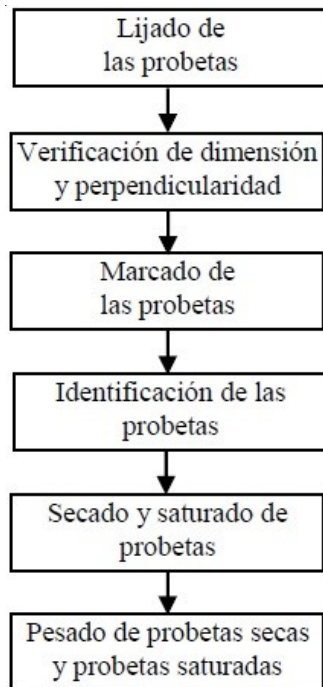 Lijado de
las probetas
Verificación de dimensión
y perpendicularidad
Marcado de
las probetas
Identificación de las
probetas
Secado y saturado de
probetas
Pesado de probetas secas
y probetas saturadas